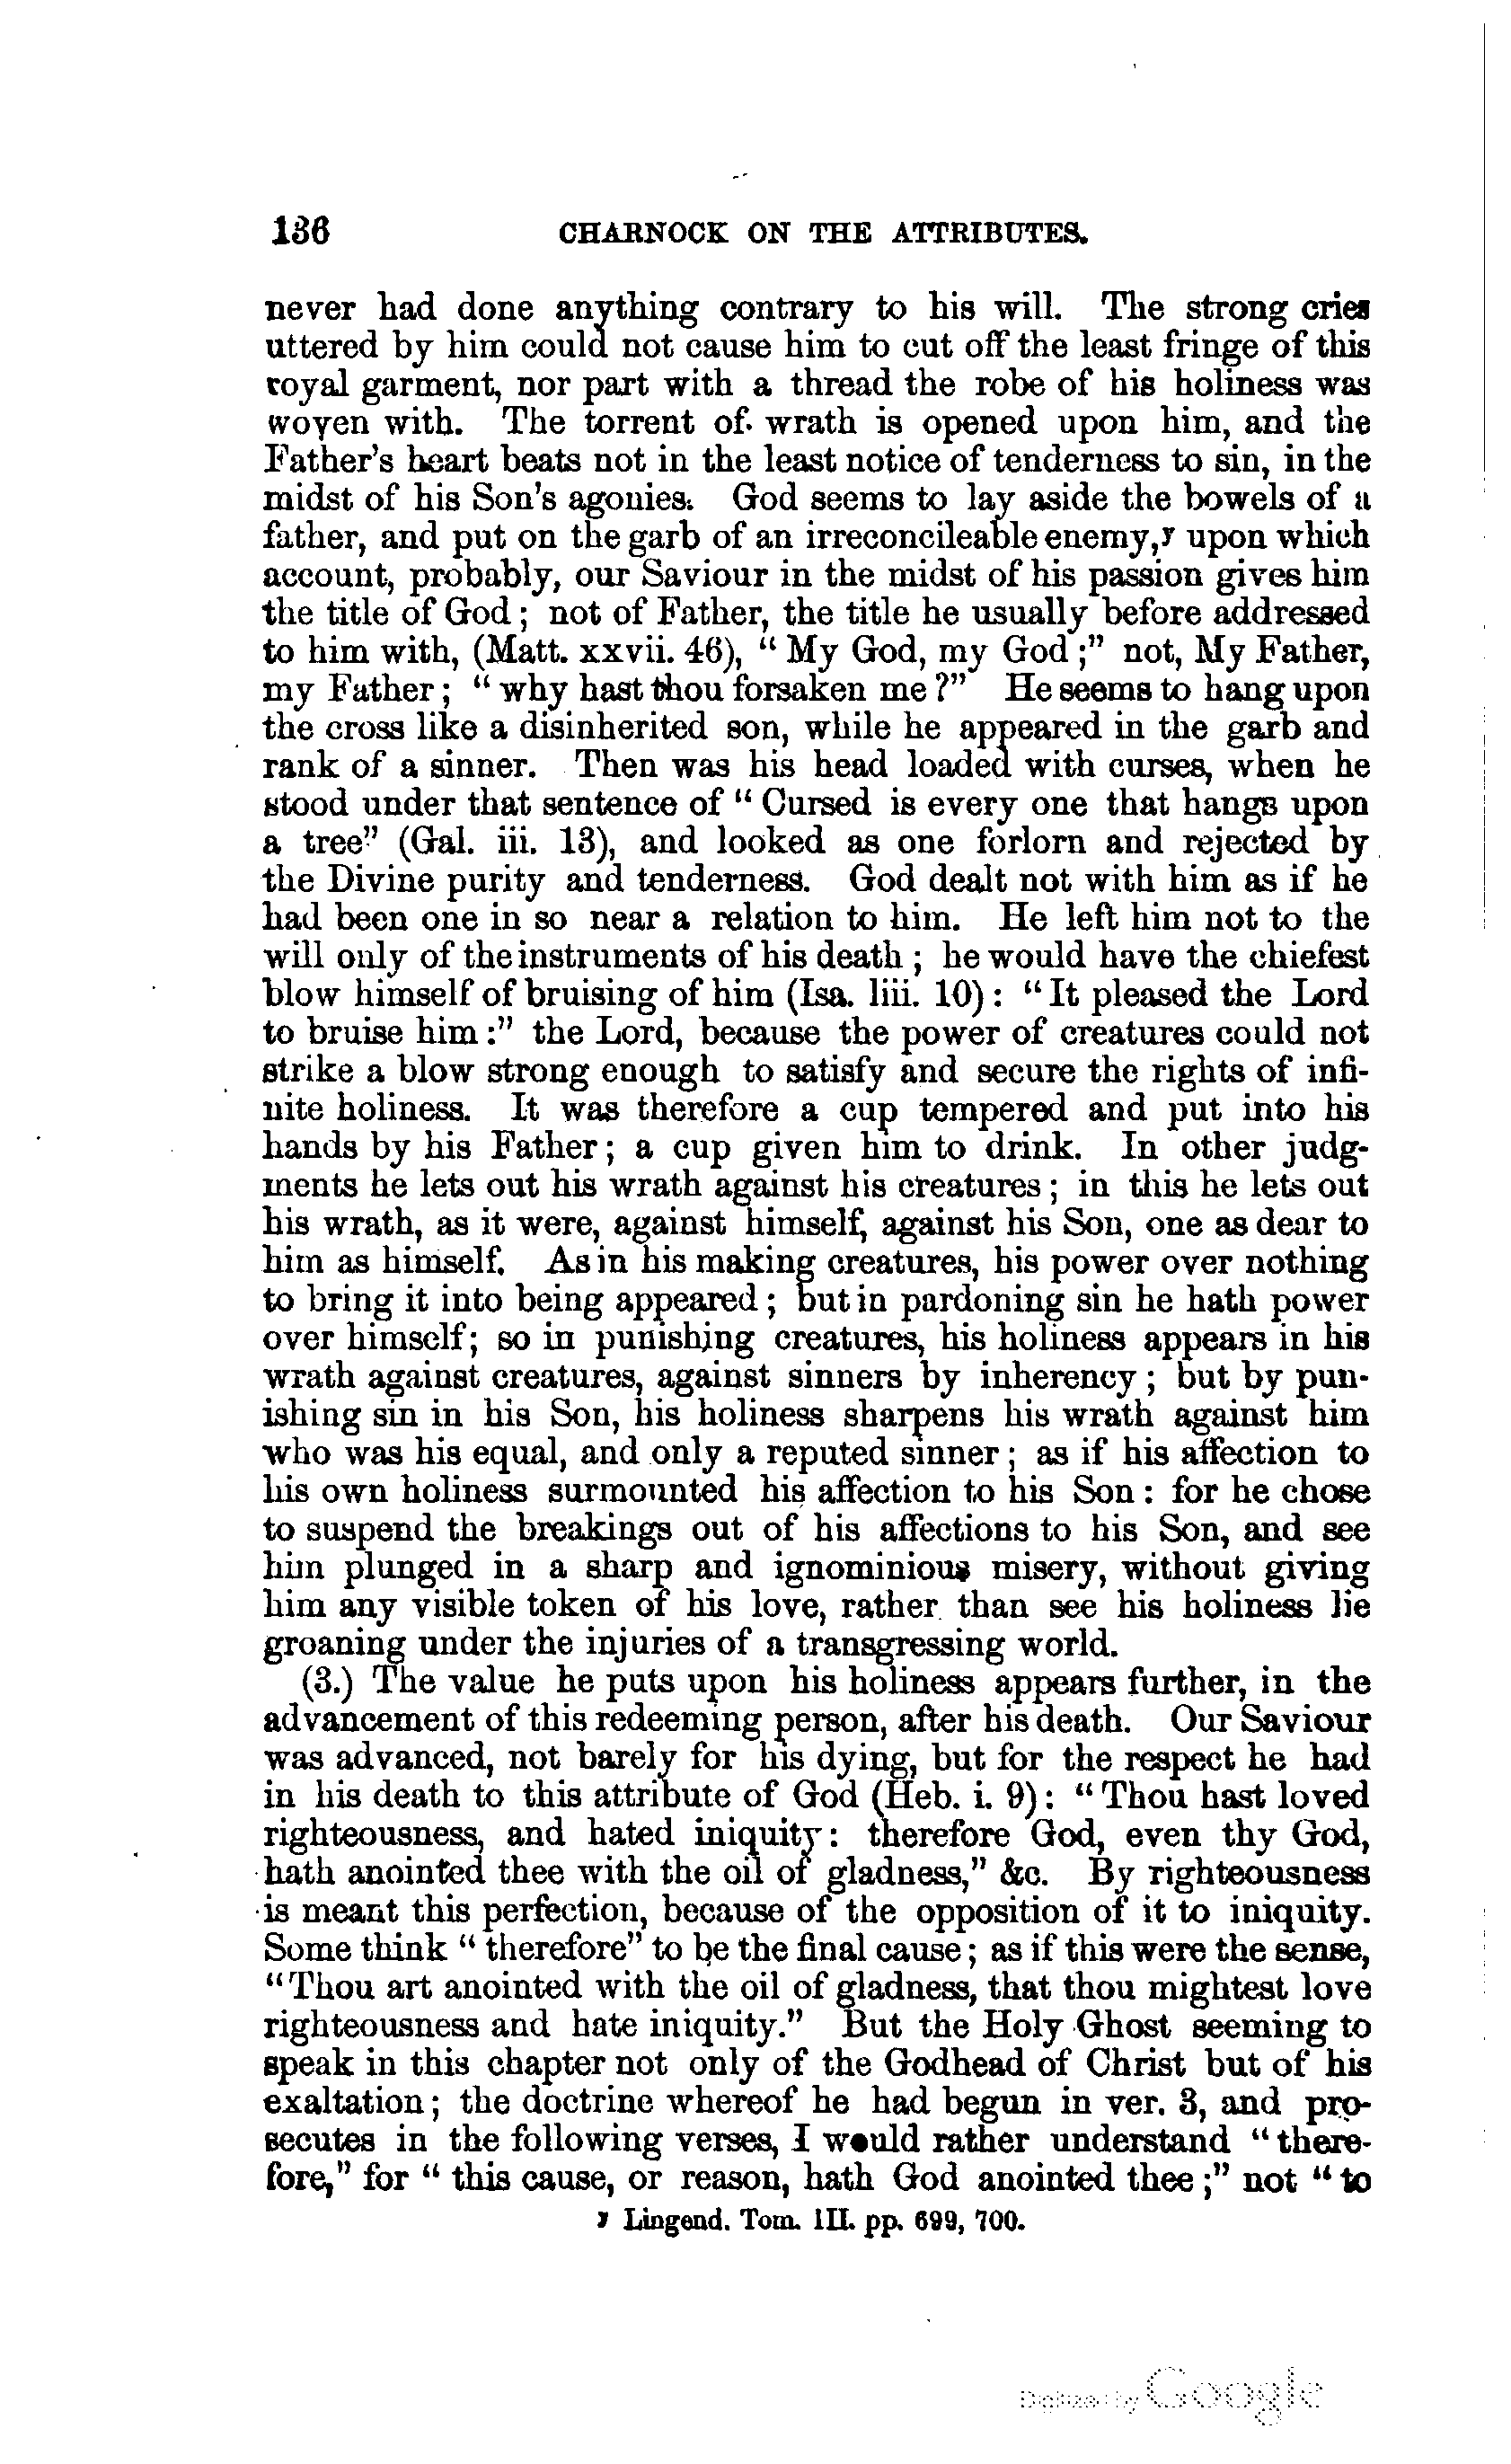 136 CHARNOCK ON THE ATTRIBUTES.
never had done anything contrary to his will. The strong cries
uttered by him could not cause him to cut off the least fringe of this
royal garment, nor part with a thread the robe of his holiness was
woven with. The torrent of wrath is opened upon him, and the
Father's heart beats not in the least notice of tenderness to sin, in the
midst of his Son's agonies. God seems to lay aside the bowels of a
father, and put on the garb of an irreconcileable enemy,y upon which
account, probably, our Saviour in the midst of his passion gives him
the title of God; not of Father, the title he usually before addressed
to him with, (Matt. xxvii. 46), "My God, my God;" not, My Father,
my Father; "why hast thou forsaken me?" He seems to hang upon
the cross like a disinherited son, while he appeared in the garb and
rank of a sinner. Then was his head loaded with curses, when he
stood under that sentence of "Cursed is every one that hangs upon
a tree" (Gal. iii. 13), and looked as one forlorn and rejected by
the Divine purity and tenderness. God dealt not with him as if he
had been one in so near a relation to him. He left him not to the
will only of the instruments of his death; he would have the chiefest
blow himself of bruising of him (Isa. liii. 10): "It pleased the Lord
to bruise him:" the Lord, because the power of creatures could not
strike a blow strong enough to satisfy and secure the rights of infi-
nite holiness. It was therefore a cup tempered and put into his
hands by his Father; a cup given him to drink. In other judg-
ments he lets out his wrath against his creatures; in this he lets out
his wrath, as it were, against himself, against his Son, one as dear to
him as himself. As in his making creatures, his power over nothing
to bring it into being appeared; but in pardoning sin he hath power
over himself; so in punishing creatures, his holiness appears in his
wrath against creatures, against sinners by inherency; but by pun-
ishing sin in his Son, his holiness sharpens his wrath against him
who was his equal, and only a reputed sinner; as if his affection to
his own holiness surmounted his affection to his Son: for he chose
to suspend the breakings out of his affections to his Son, and see
him plunged in a sharp and ignominious misery, without giving
him any visible token of his love, rather than see his holiness lie
groaning under the injuries of a transgressing world.
(3.) The value he puts upon his holiness appears further, in the
advancement of this redeeming person, after his death. Our Saviour
was advanced, not barely for his dying, but for the respect he had
in his death to this attribute of God (Heb. i. 9): "Thou hast loved
righteousness, and hated iniquity: therefore God, even thy God,
hath anointed thee with the oil of gladness," &c. By righteousness
is meant this perfection, because of the opposition of it to iniquity.
Some think "therefore" to be the final cause; as if this were the sense,
"Thou art anointed with the oil of gladness, that thou mightest love
righteousness and hate iniquity." But the Holy Ghost seeming to
speak in this chapter not only of the Godhead of Christ but of his
exaltation; the doctrine whereof he had begun in ver. 3, and pro-
secutes in the following verses, I would rather understand "there-
fore," for "this cause, or reason, hath God anointed thee;" not "to
y Lingend. Tom. III. pp. 699, 700.
Digitized by Google